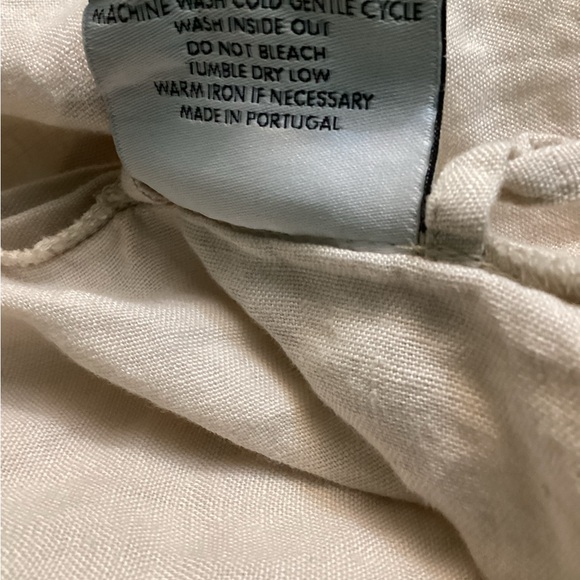 MACHINE WASH COLD GENTLE CYCLE
WASH INSIDE OUT
DO NOT BLEACH
TUMBLE DRY LOW
WARM IRON IF NECESSARY
MADE IN PORTUGAL